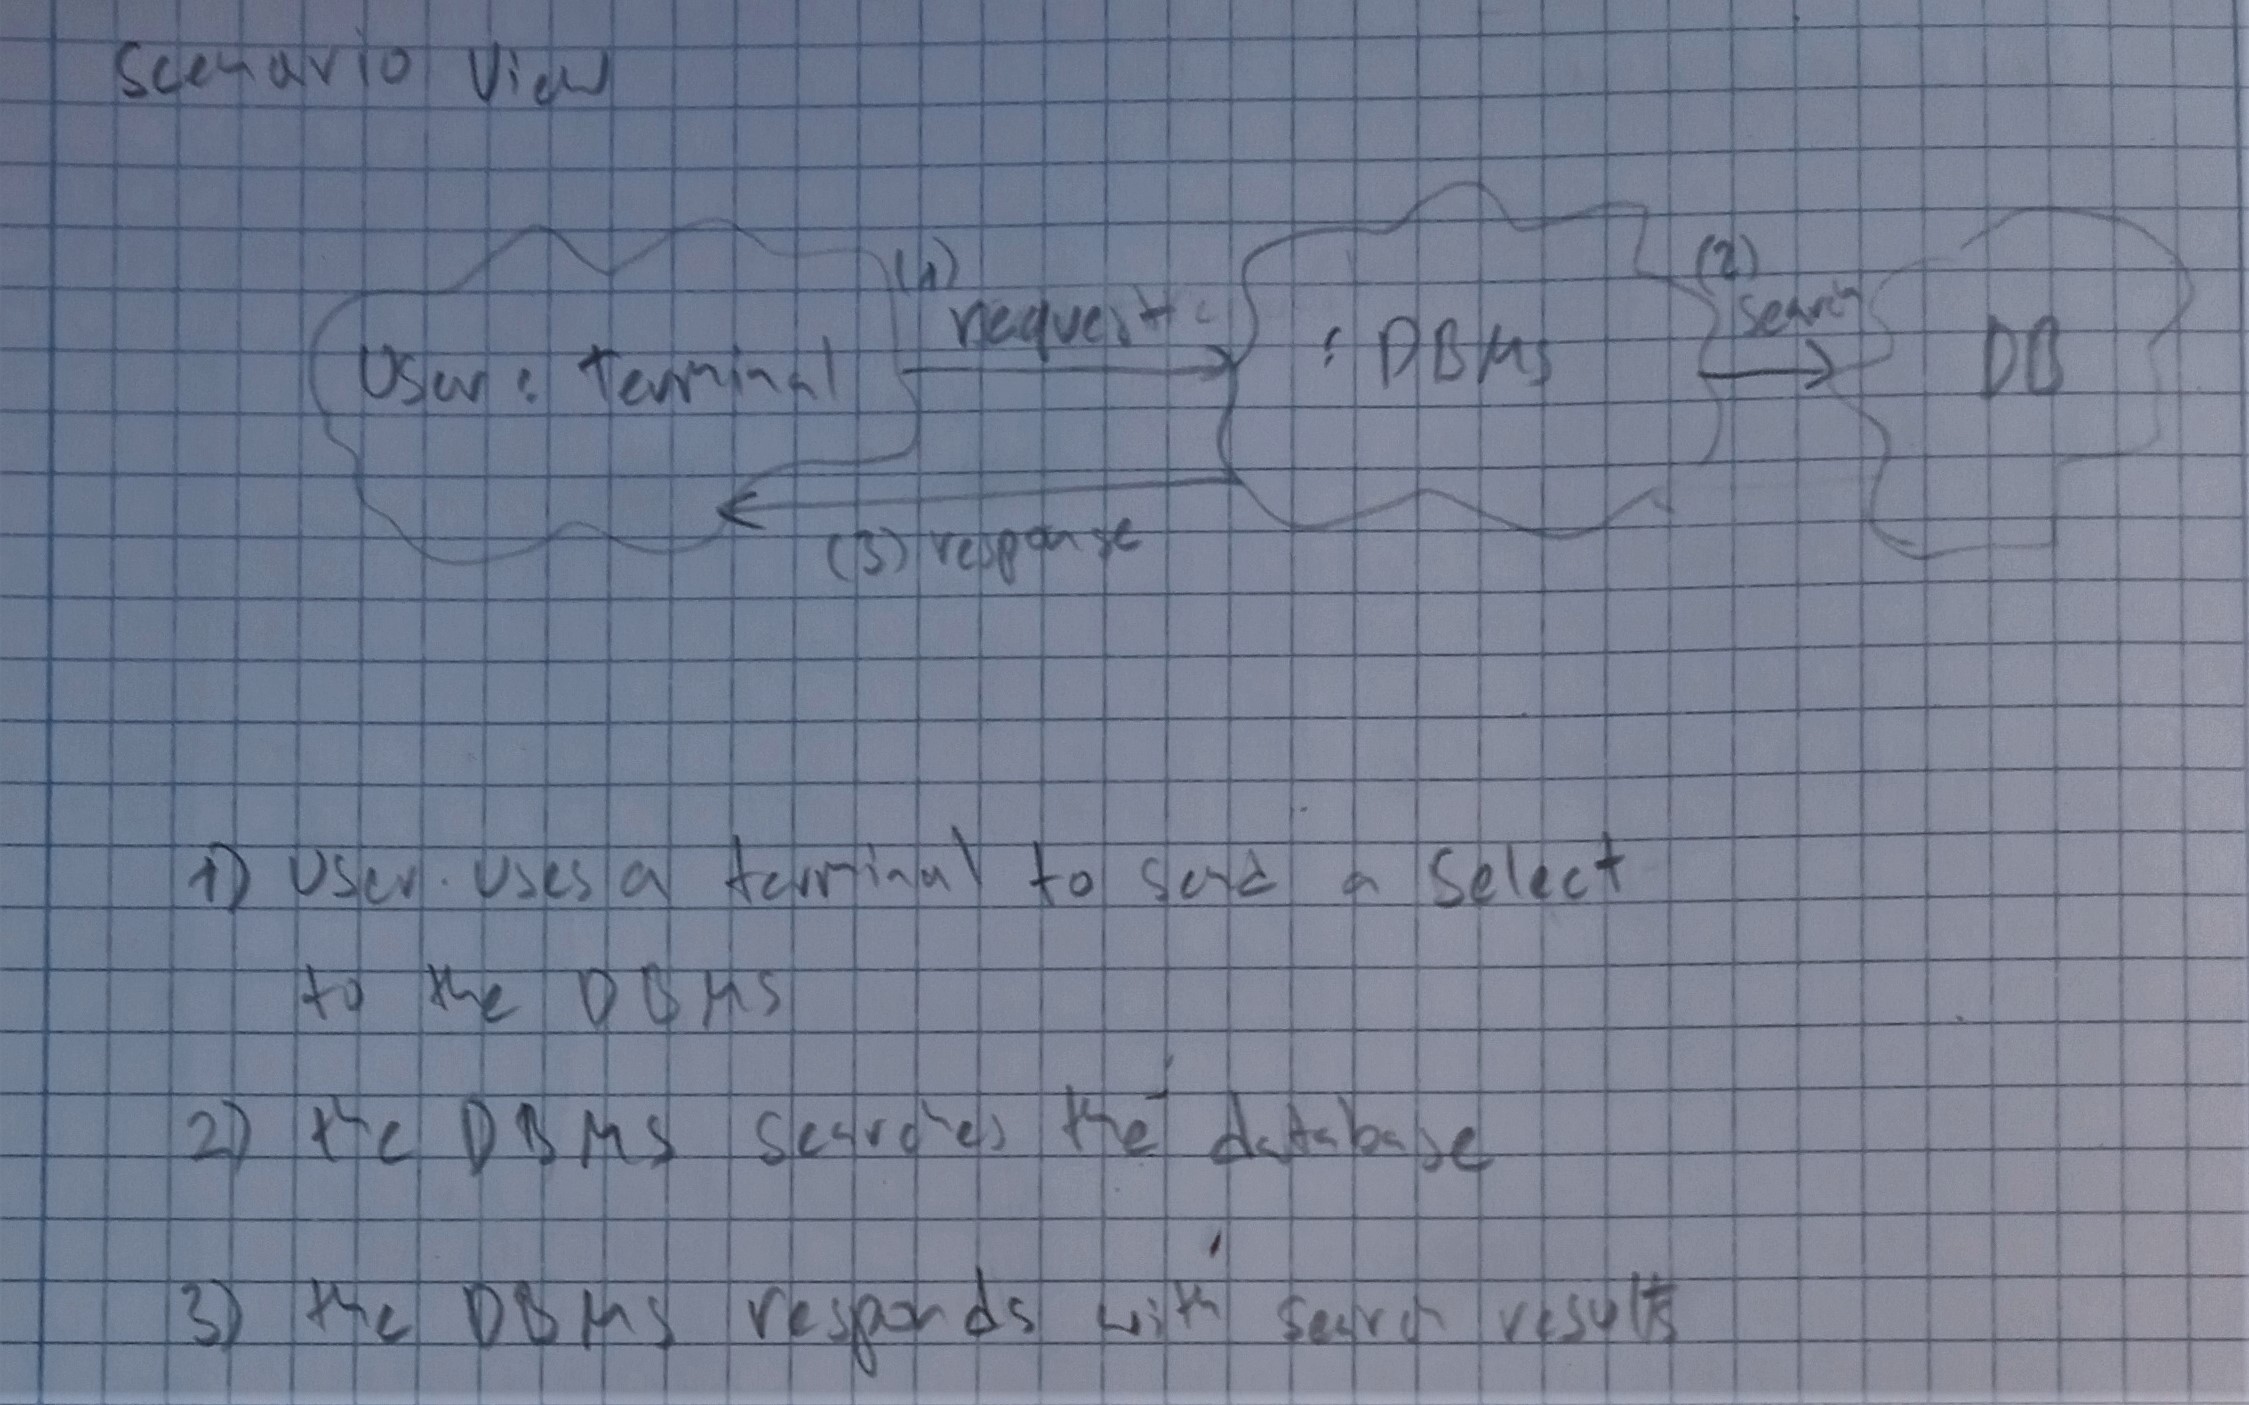 Scenario View
(1)
(2)
request
search
User : terminal
: DBMS
DB
(3) response
1) User uses a terminal to send a Select
to the DBMS
2) the DBMS searches the database
3) the DBMS responds with search results